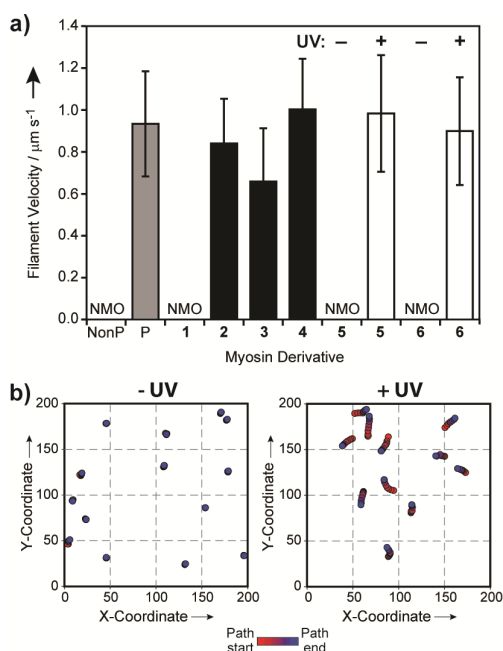 a)
UV: – + – +
Filament Velocity / µm s⁻¹
1.4
1.2
1.0
0.8
0.6
0.4
0.2
0.0
NMO NMO NMO NMO
NonP P 1 2 3 4 5 5 6 6
Myosin Derivative
b)
- UV
+ UV
Y-Coordinate
200
150
100
50
0
0 50 100 150 200
X-Coordinate
Y-Coordinate
200
150
100
50
0
0 50 100 150 200
X-Coordinate
Path start
Path end